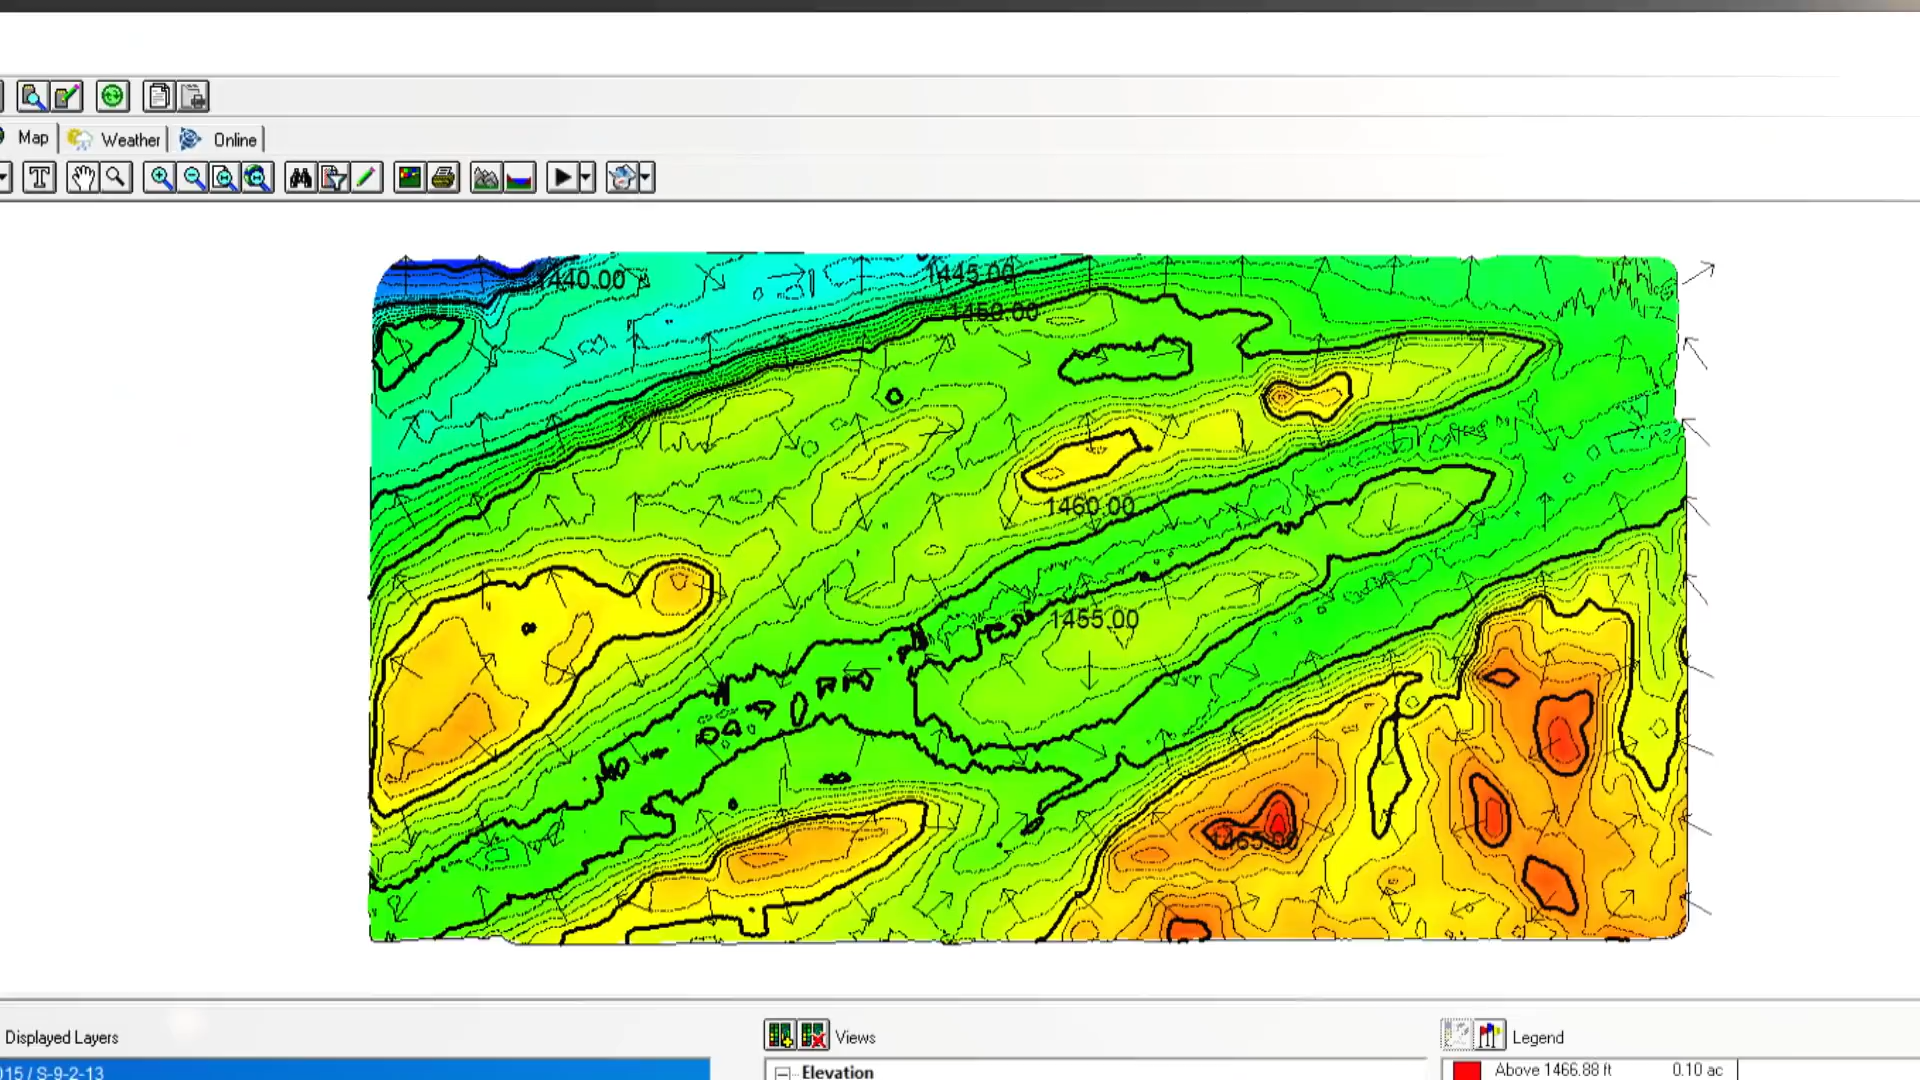 Map Weather Online
1440.00
1445.00
1450.00
1460.00
1455.00
1465.00
Displayed Layers
Views
Legend
015 / S-9-2-13
Elevation
Above 1466.88 ft 0.10 ac